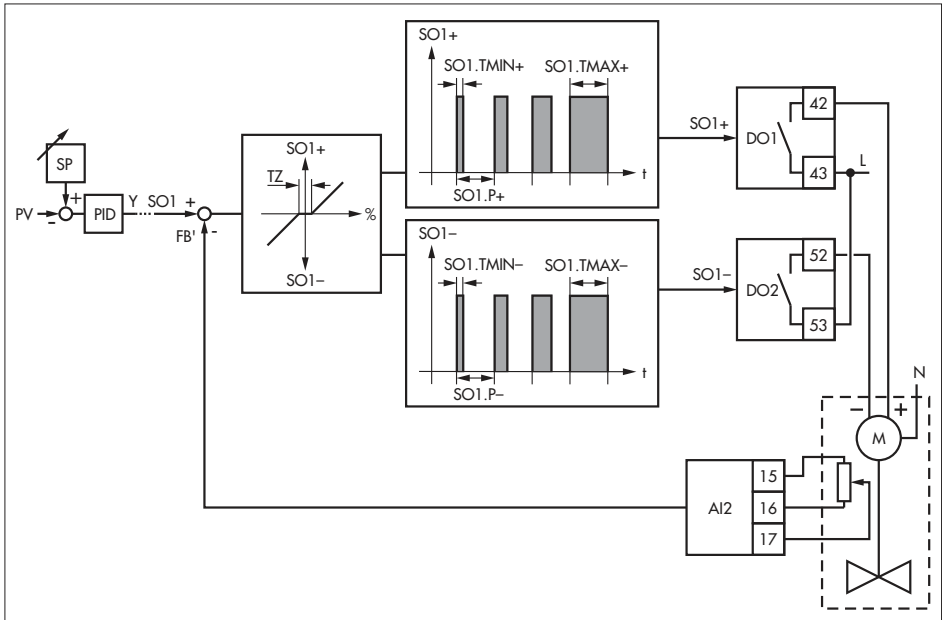 SO1+
SO1.TMIN+ SO1.TMAX+
t
SO1.P+
SO1+
42
DO1
43
L
SP
+
PV
-
PID
Y SO1 +
FB' -
SO1+
TZ
%
SO1–
SO1–
SO1.TMIN– SO1.TMAX–
t
SO1.P–
SO1–
52
DO2
53
N
– +
M
AI2
15
16
17